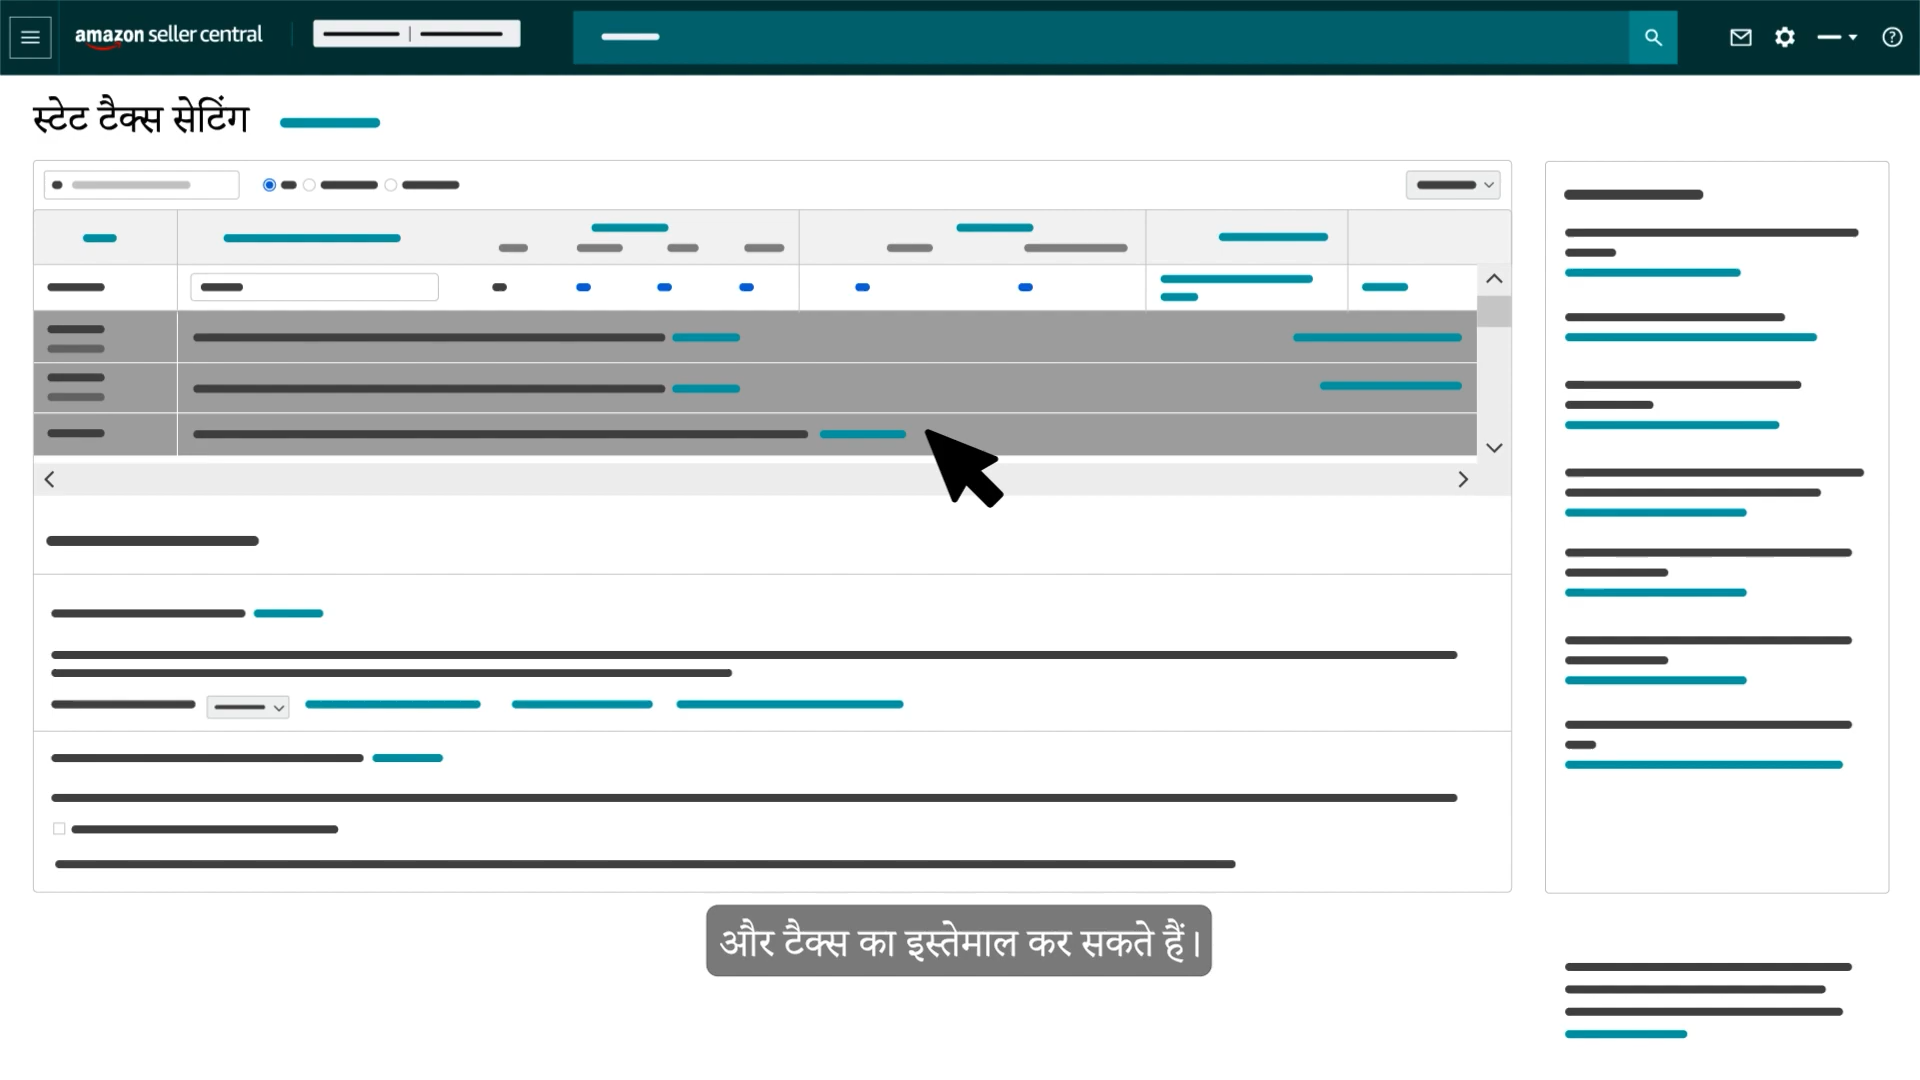 amazon seller central
स्टेट टैक्स सेटिंग
और टैक्स का इस्तेमाल कर सकते हैं।